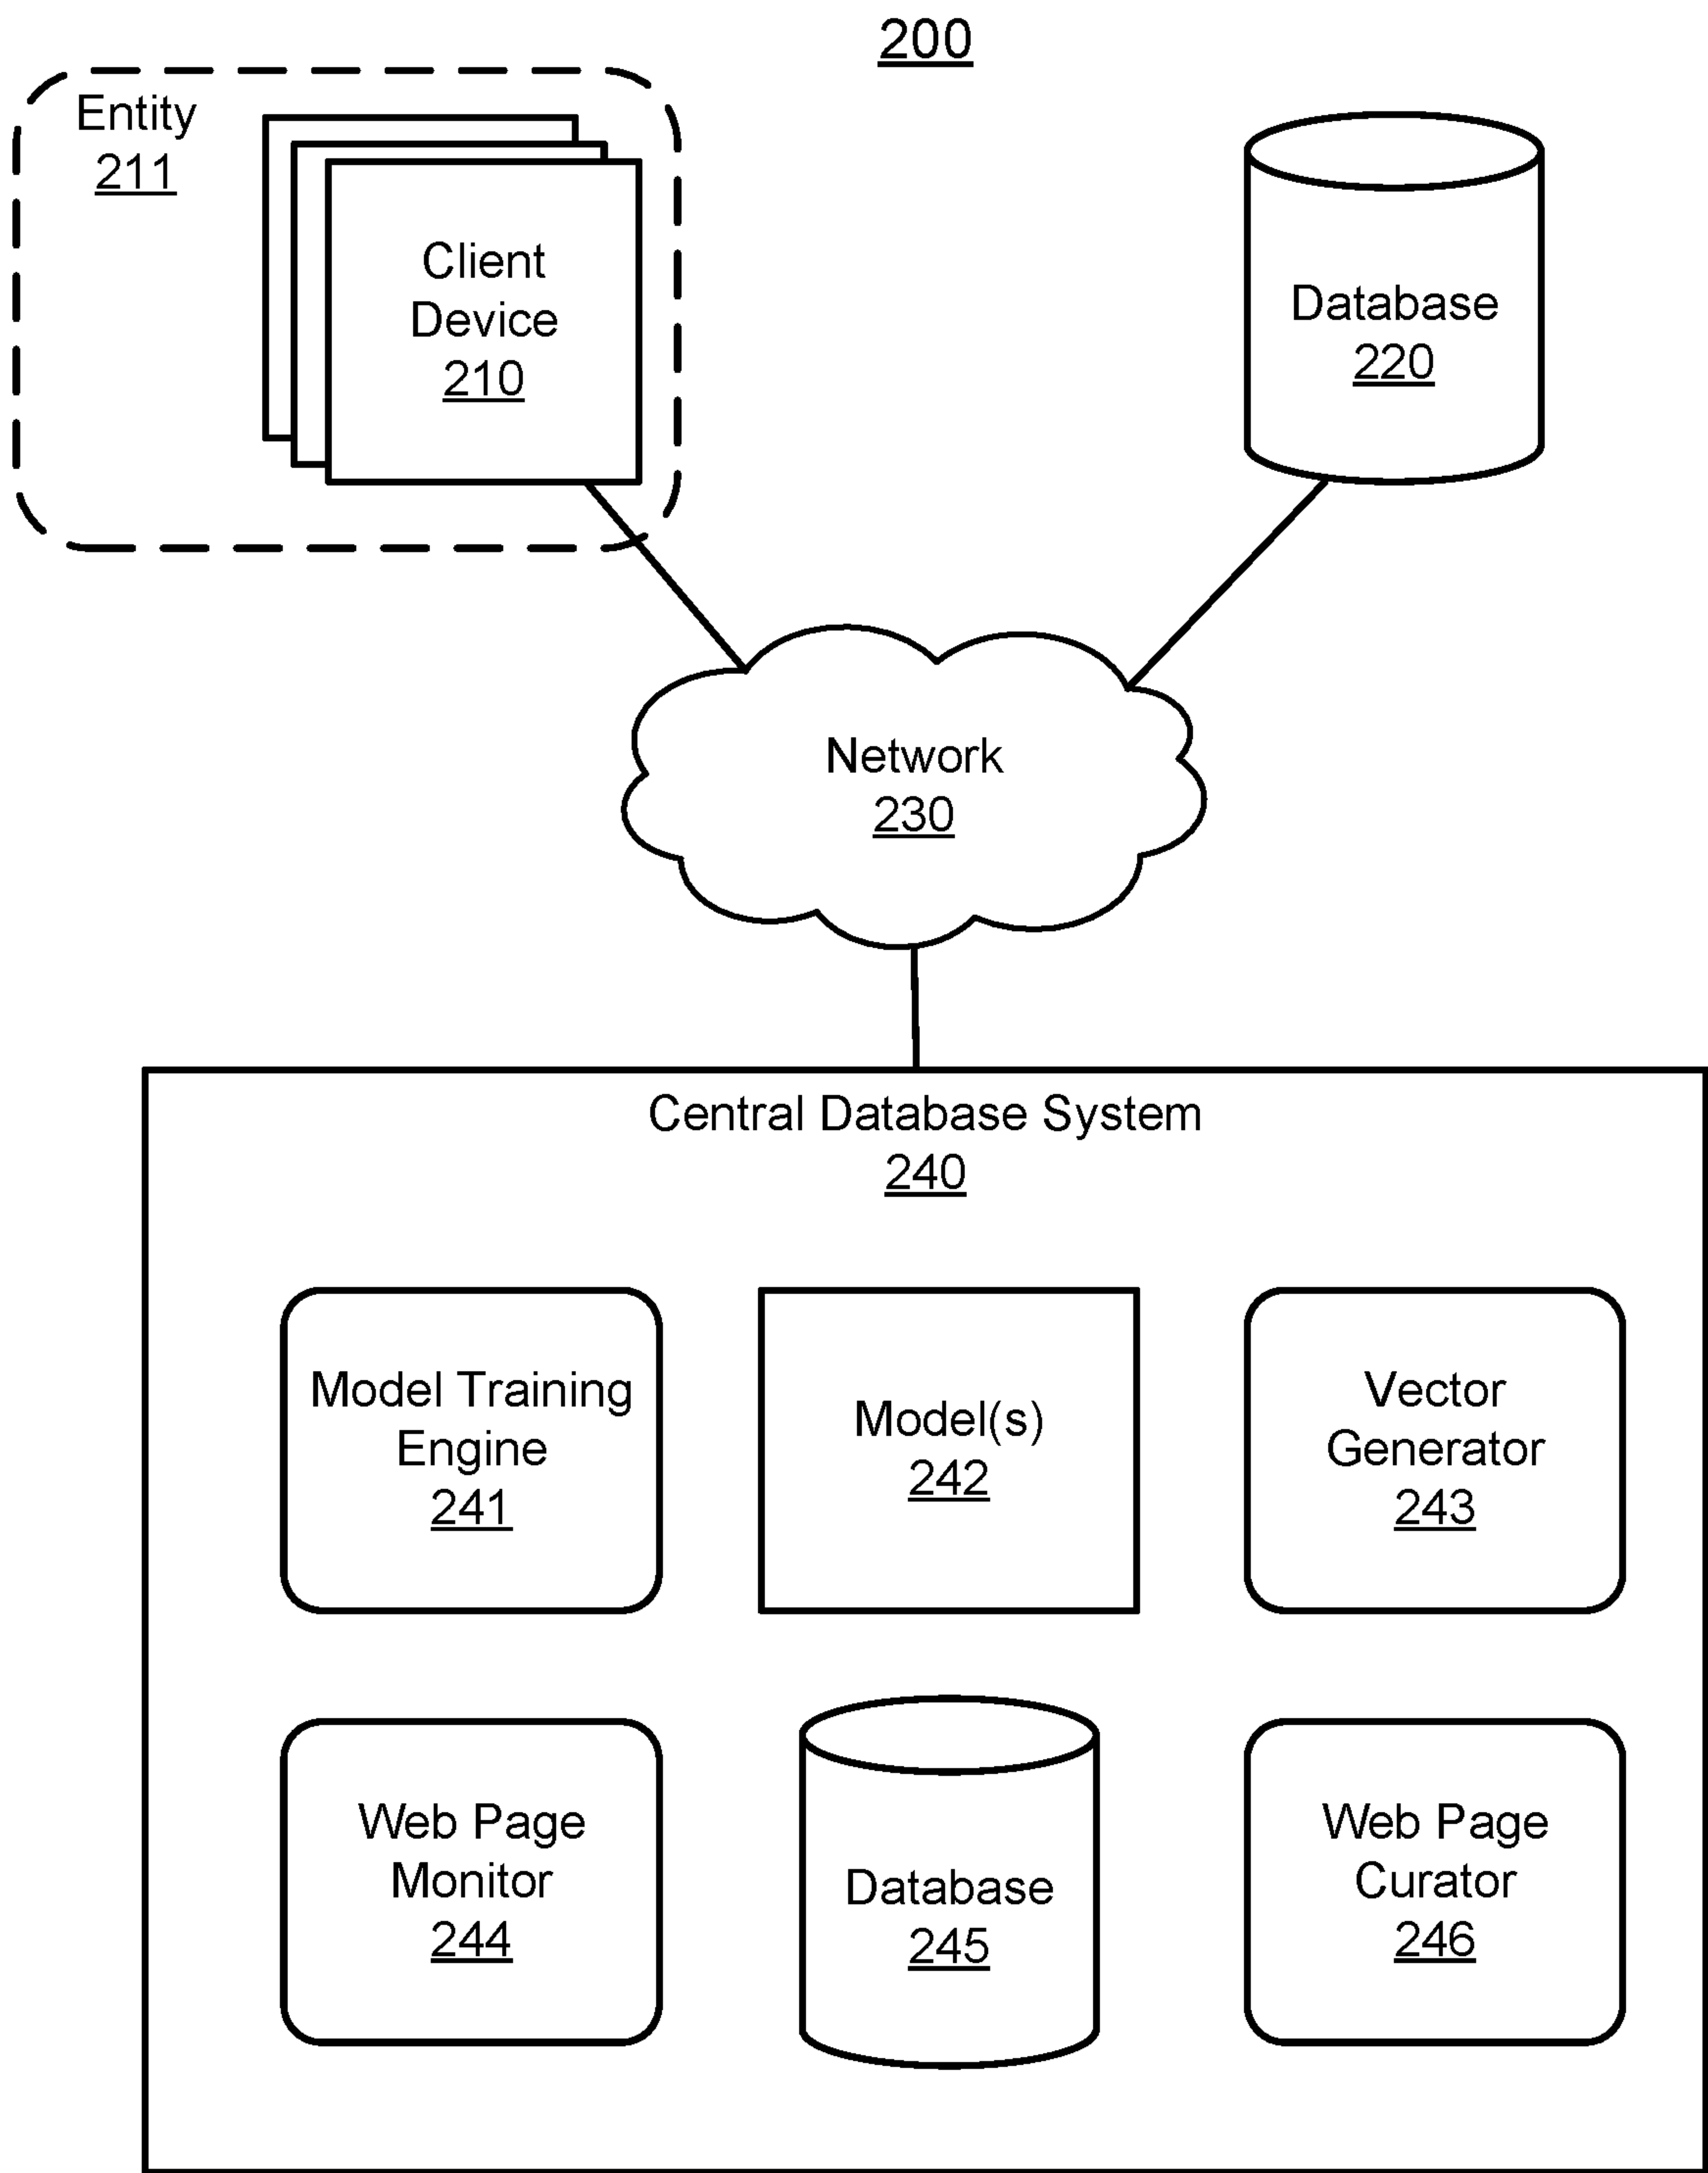 200
Entity
211
Client
Device
210
Database
220
Network
230
Central Database System
240
Model Training
Engine
241
Model(s)
242
Vector
Generator
243
Web Page
Monitor
244
Database
245
Web Page
Curator
246